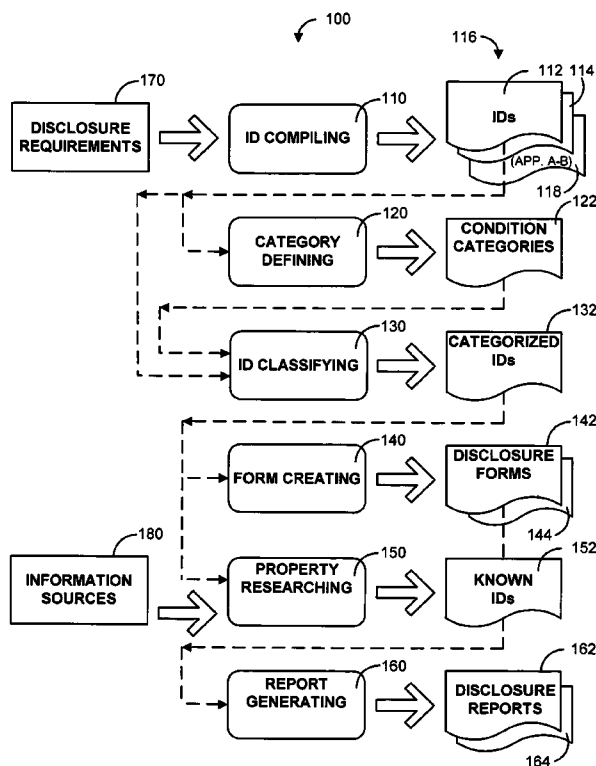 100
116
170
110
112
114
DISCLOSURE
REQUIREMENTS
ID COMPILING
IDs
(APP. A-B)
118
120
122
CATEGORY
DEFINING
CONDITION
CATEGORIES
130
132
ID CLASSIFYING
CATEGORIZED
IDs
140
142
FORM CREATING
DISCLOSURE
FORMS
144
180
150
152
INFORMATION
SOURCES
PROPERTY
RESEARCHING
KNOWN
IDs
160
162
REPORT
GENERATING
DISCLOSURE
REPORTS
164